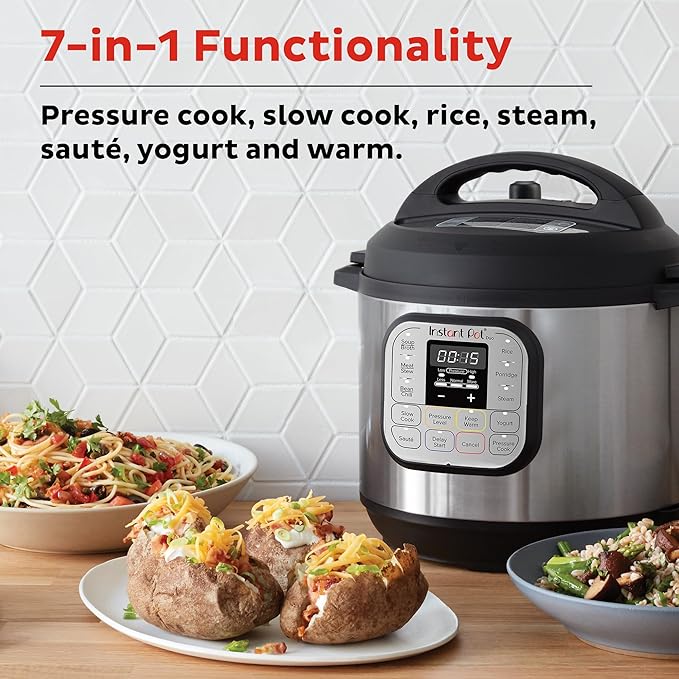 7-in-1 Functionality
Pressure cook, slow cook, rice, steam,
sauté, yogurt and warm.
Instant Pot® Duo
Soup
Broth
Meat
Stew
Bean
Chili
00:15
Low Pressure High
Less Normal More
− +
Rice
Porridge
Steam
Slow
Cook
Pressure
Level
Keep
Warm
Yogurt
Sauté
Delay
Start
Cancel
Pressure
Cook